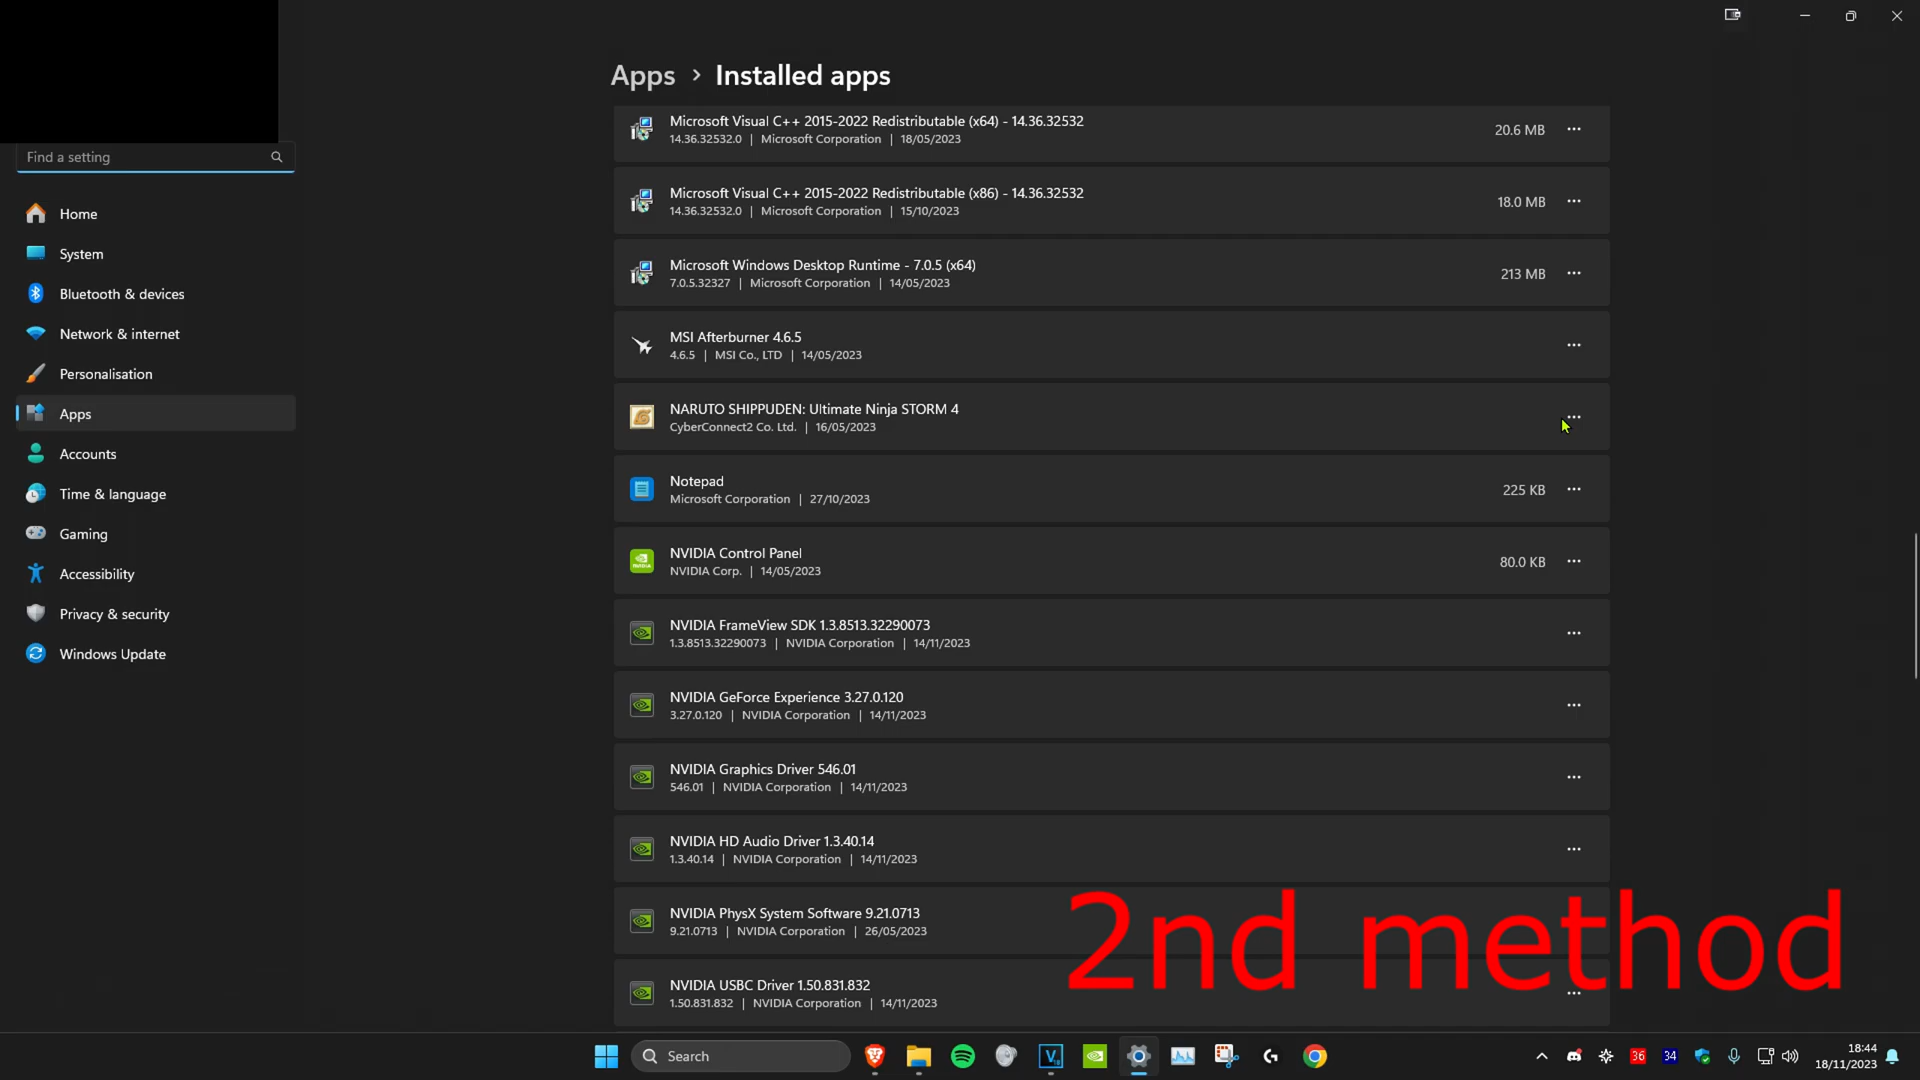 Apps > Installed apps
Find a setting
Home
System
Bluetooth & devices
Network & internet
Personalisation
Apps
Accounts
Time & language
Gaming
Accessibility
Privacy & security
Windows Update
Microsoft Visual C++ 2015-2022 Redistributable (x64) - 14.36.32532
14.36.32532.0 | Microsoft Corporation | 18/05/2023
20.6 MB
Microsoft Visual C++ 2015-2022 Redistributable (x86) - 14.36.32532
14.36.32532.0 | Microsoft Corporation | 15/10/2023
18.0 MB
Microsoft Windows Desktop Runtime - 7.0.5 (x64)
7.0.5.32327 | Microsoft Corporation | 14/05/2023
213 MB
MSI Afterburner 4.6.5
4.6.5 | MSI Co., LTD | 14/05/2023
NARUTO SHIPPUDEN: Ultimate Ninja STORM 4
CyberConnect2 Co. Ltd. | 16/05/2023
Notepad
Microsoft Corporation | 27/10/2023
225 KB
NVIDIA Control Panel
NVIDIA Corp. | 14/05/2023
80.0 KB
NVIDIA FrameView SDK 1.3.8513.32290073
1.3.8513.32290073 | NVIDIA Corporation | 14/11/2023
NVIDIA GeForce Experience 3.27.0.120
3.27.0.120 | NVIDIA Corporation | 14/11/2023
NVIDIA Graphics Driver 546.01
546.01 | NVIDIA Corporation | 14/11/2023
NVIDIA HD Audio Driver 1.3.40.14
1.3.40.14 | NVIDIA Corporation | 14/11/2023
NVIDIA PhysX System Software 9.21.0713
9.21.0713 | NVIDIA Corporation | 26/05/2023
NVIDIA USBC Driver 1.50.831.832
1.50.831.832 | NVIDIA Corporation | 14/11/2023
2nd method
Search
36
34
18:44
18/11/2023